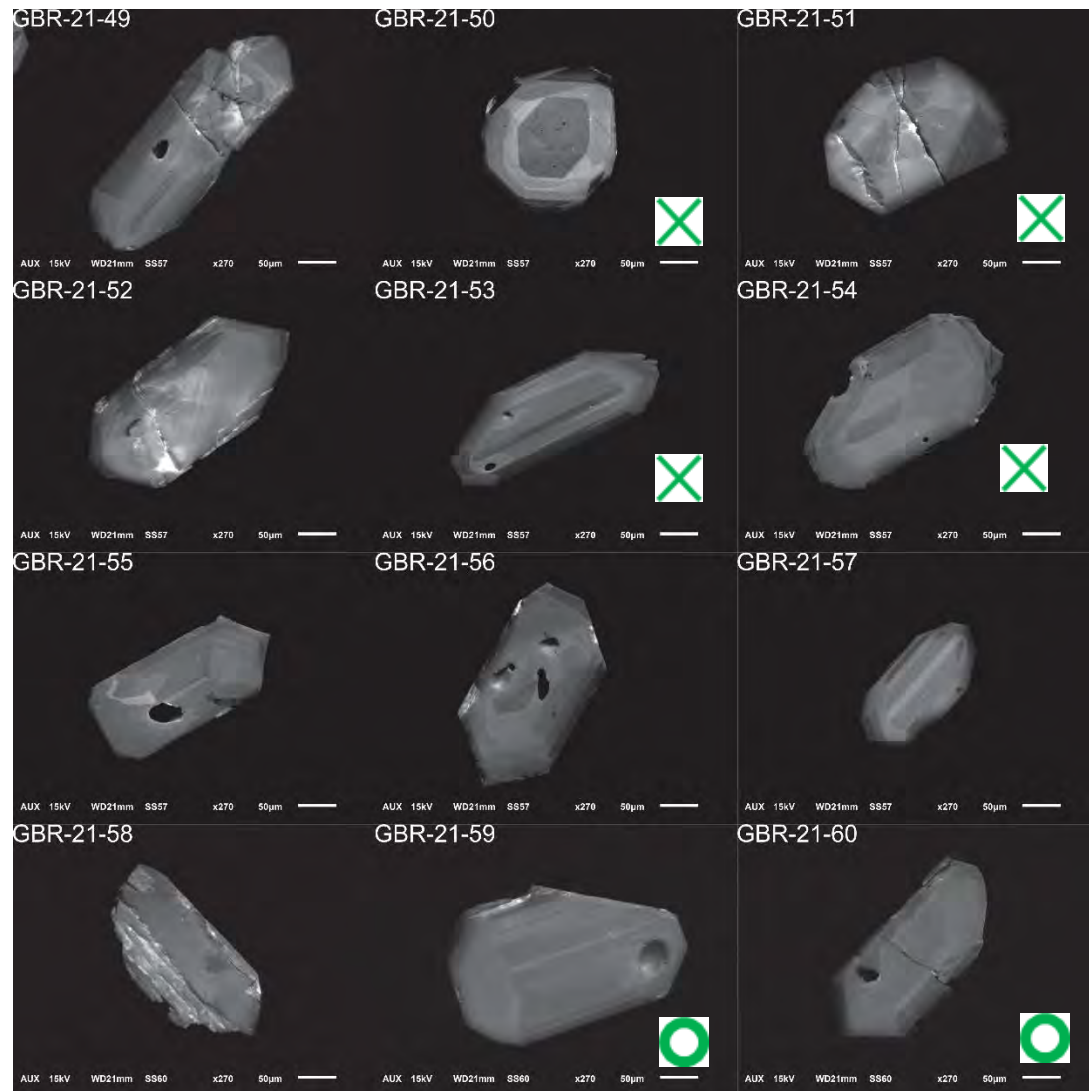 GBR-21-49 GBR-21-50 GBR-21-51
AUX 15kV WD21mm SS57 x270 50µm AUX 15kV WD21mm SS57 x270 50µm AUX 15kV WD21mm SS57 x270 50µm
GBR-21-52 GBR-21-53 GBR-21-54
AUX 15kV WD21mm SS57 x270 50µm AUX 15kV WD21mm SS57 x270 50µm AUX 15kV WD21mm SS57 x270 50µm
GBR-21-55 GBR-21-56 GBR-21-57
AUX 15kV WD21mm SS57 x270 50µm AUX 15kV WD21mm SS57 x270 50µm AUX 15kV WD21mm SS57 x270 50µm
GBR-21-58 GBR-21-59 GBR-21-60
AUX 15kV WD21mm SS60 x270 50µm AUX 15kV WD21mm SS60 x270 50µm AUX 15kV WD21mm SS60 x270 50µm